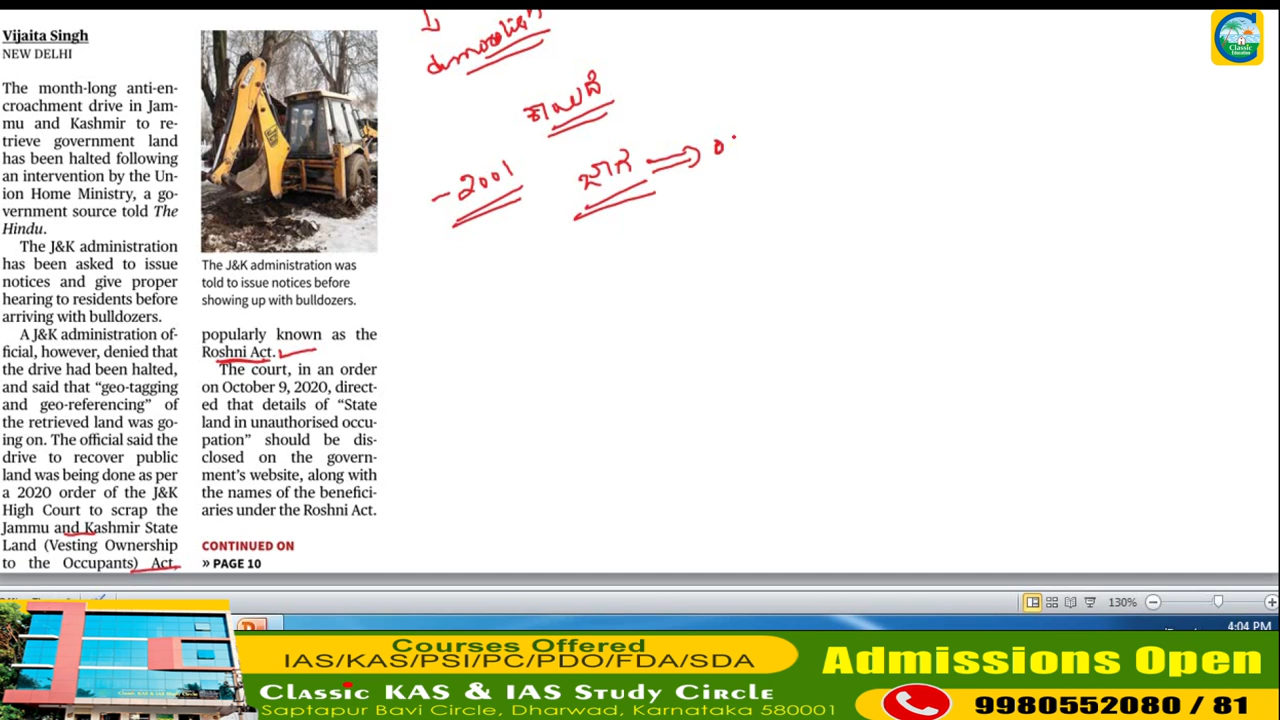 Vijaita Singh
NEW DELHI
The month-long anti-en-
croachment drive in Jam-
mu and Kashmir to re-
trieve government land
has been halted following
an intervention by the Un-
ion Home Ministry, a go-
vernment source told The
Hindu.
The J&K administration
has been asked to issue
notices and give proper
hearing to residents before
arriving with bulldozers.
A J&K administration of-
ficial, however, denied that
the drive had been halted,
and said that “geo-tagging
and geo-referencing” of
the retrieved land was go-
ing on. The official said the
drive to recover public
land was being done as per
a 2020 order of the J&K
High Court to scrap the
Jammu and Kashmir State
Land (Vesting Ownership
to the Occupants) Act,
The J&K administration was
told to issue notices before
showing up with bulldozers.
popularly known as the
Roshni Act.
The court, in an order
on October 9, 2020, direct-
ed that details of “State
land in unauthorised occu-
pation” should be dis-
closed on the govern-
ment’s website, along with
the names of the benefici-
aries under the Roshni Act.
CONTINUED ON
» PAGE 10
- 2001
Classic
Education
130%
4:04 PM
Courses Offered
IAS/KAS/PSI/PC/PDO/FDA/SDA
Classic KAS & IAS Study Circle
Saptapur Bavi Circle, Dharwad, Karnataka 580001
Admissions Open
9980552080 / 81